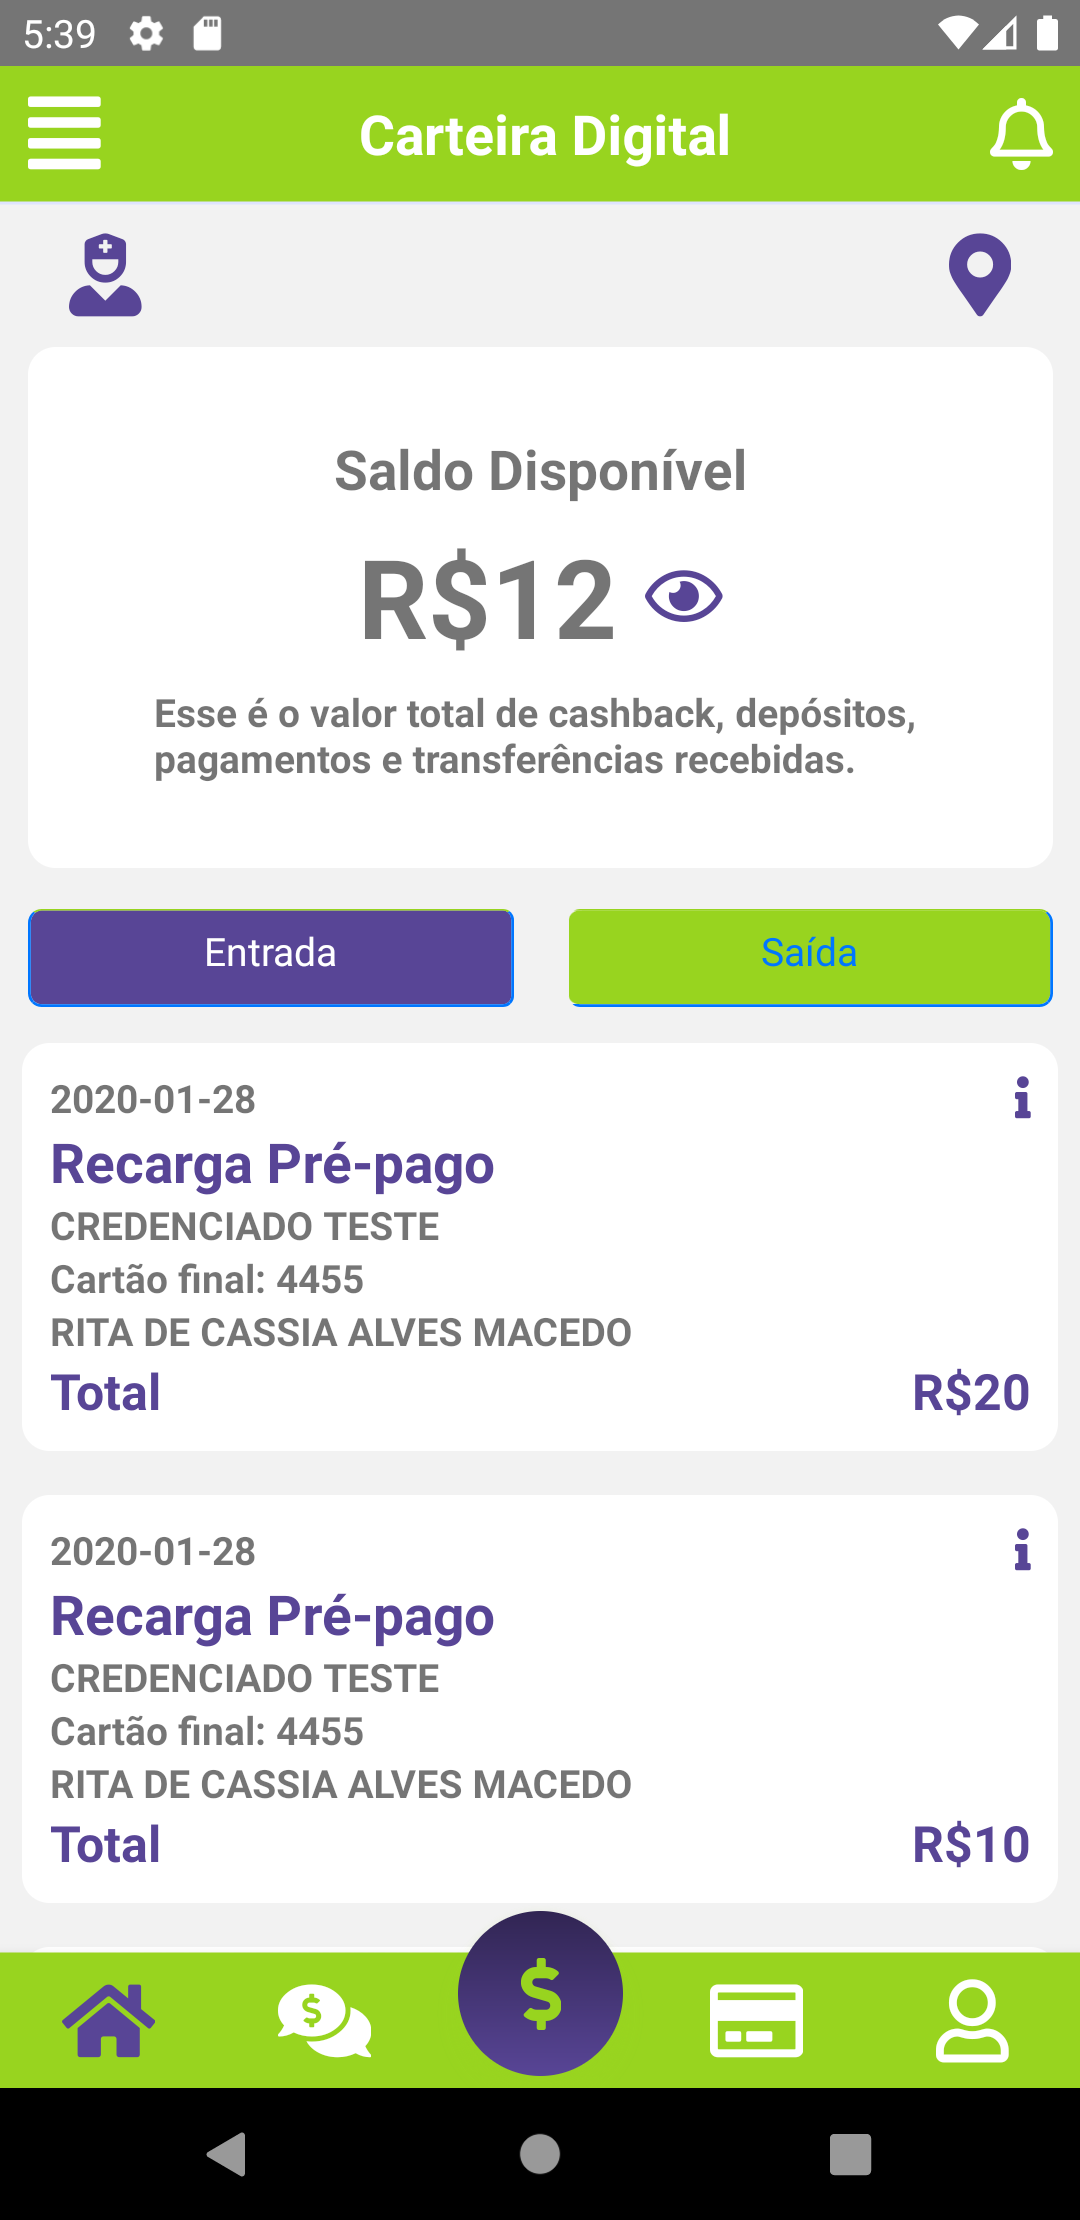 5:39
Carteira Digital
Saldo Disponível
R$12
Esse é o valor total de cashback, depósitos,
pagamentos e transferências recebidas.
Entrada
Saída
2020-01-28
Recarga Pré-pago
CREDENCIADO TESTE
Cartão final: 4455
RITA DE CASSIA ALVES MACEDO
Total R$20
2020-01-28
Recarga Pré-pago
CREDENCIADO TESTE
Cartão final: 4455
RITA DE CASSIA ALVES MACEDO
Total R$10